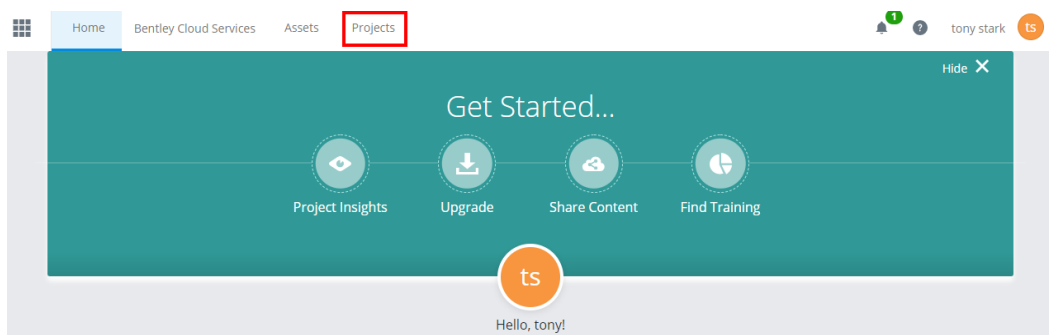 Home Bentley Cloud Services Assets Projects 1 ? tony stark ts
Hide ✕
Get Started...
Project Insights Upgrade Share Content Find Training
ts
Hello, tony!